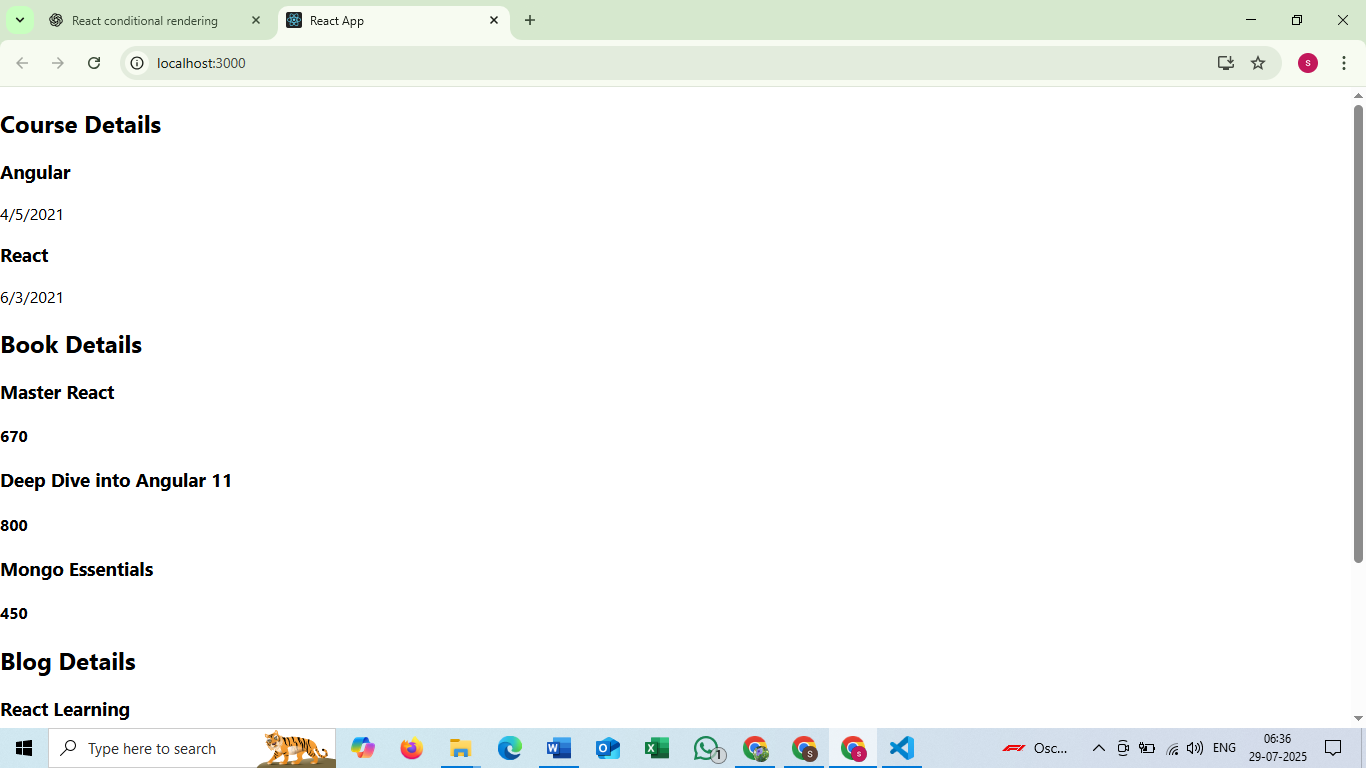 React conditional rendering
React App
localhost:3000
s
Course Details
Angular
4/5/2021
React
6/3/2021
Book Details
Master React
670
Deep Dive into Angular 11
800
Mongo Essentials
450
Blog Details
React Learning
Type here to search
1
s
s
Osc...
ENG
06:36
29-07-2025